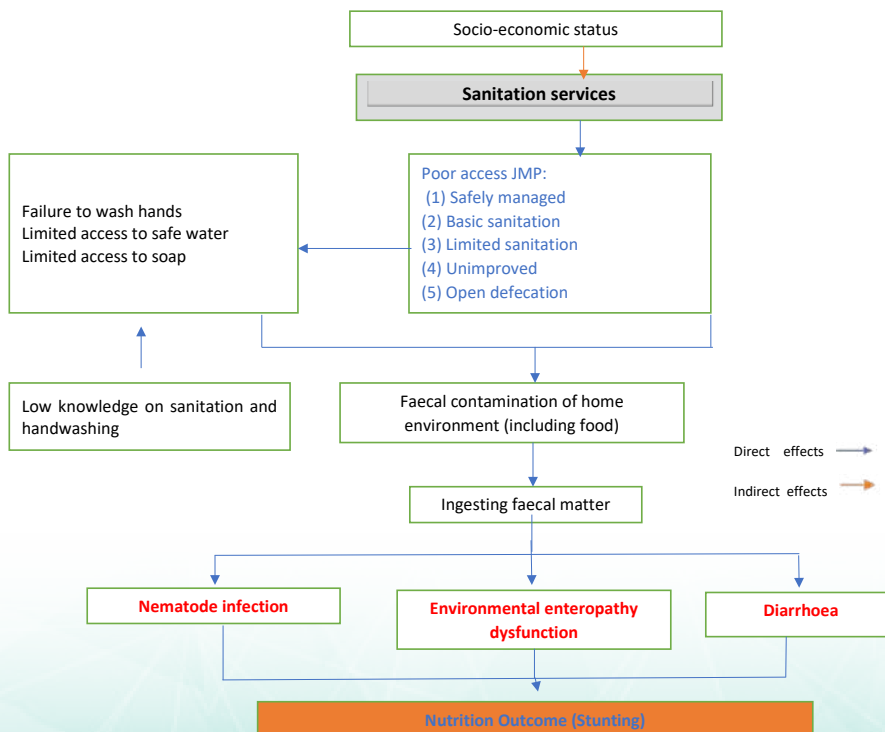 Socio-economic status
Sanitation services
Poor access JMP:
(1) Safely managed
(2) Basic sanitation
(3) Limited sanitation
(4) Unimproved
(5) Open defecation
Failure to wash hands
Limited access to safe water
Limited access to soap
Low knowledge on sanitation and
handwashing
Faecal contamination of home
environment (including food)
Direct effects
Indirect effects
Ingesting faecal matter
Nematode infection
Environmental enteropathy
dysfunction
Diarrhoea
Nutrition Outcome (Stunting)